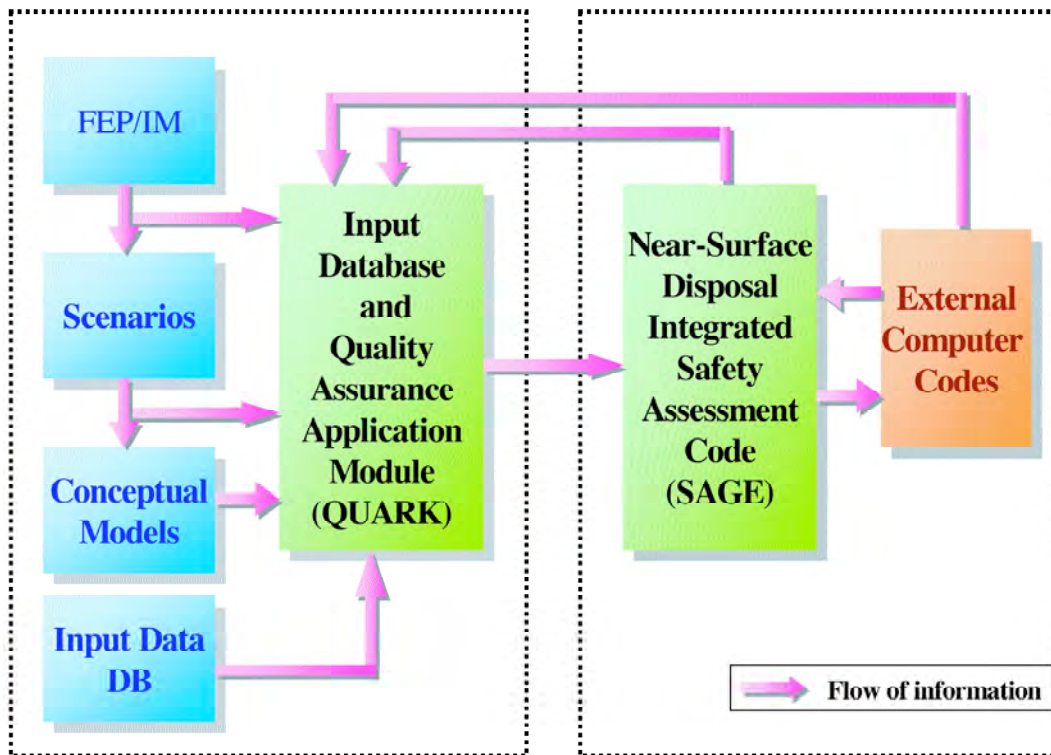 FEP/IM
Scenarios
Conceptual
Models
Input Data
DB
Input
Database
and
Quality
Assurance
Application
Module
(QUARK)
Near-Surface
Disposal
Integrated
Safety
Assessment
Code
(SAGE)
External
Computer
Codes
Flow of information